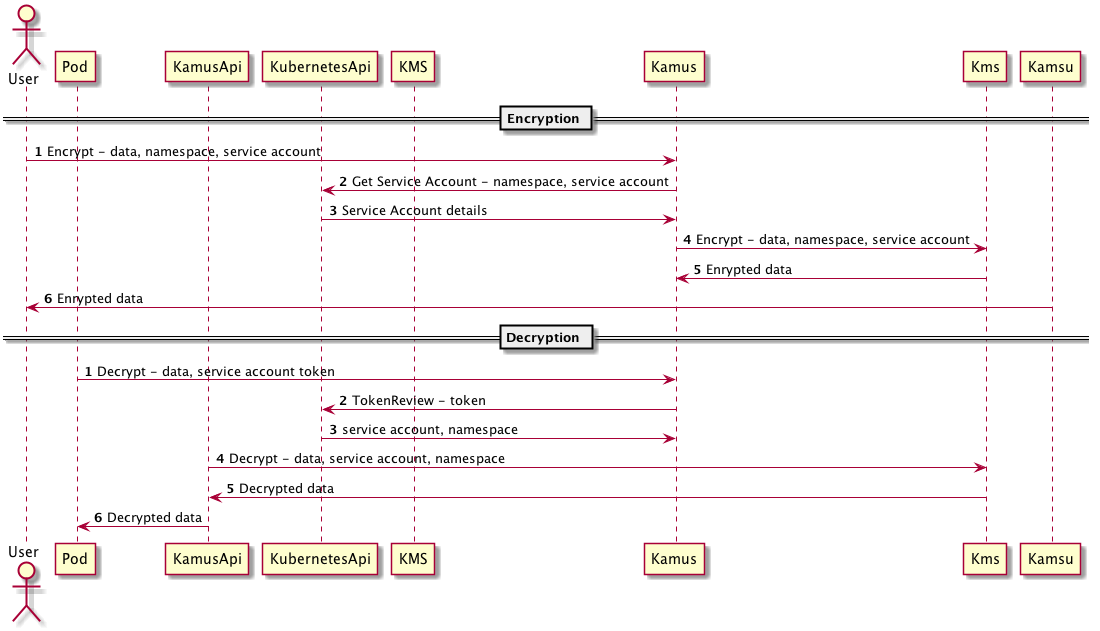 User
Pod
KamusApi
KubernetesApi
KMS
Kamus
Kms
Kamsu
Encryption
1 Encrypt - data, namespace, service account
2 Get Service Account - namespace, service account
3 Service Account details
4 Encrypt - data, namespace, service account
5 Enrypted data
6 Enrypted data
Decryption
1 Decrypt - data, service account token
2 TokenReview - token
3 service account, namespace
4 Decrypt - data, service account, namespace
5 Decrypted data
6 Decrypted data
User
Pod
KamusApi
KubernetesApi
KMS
Kamus
Kms
Kamsu